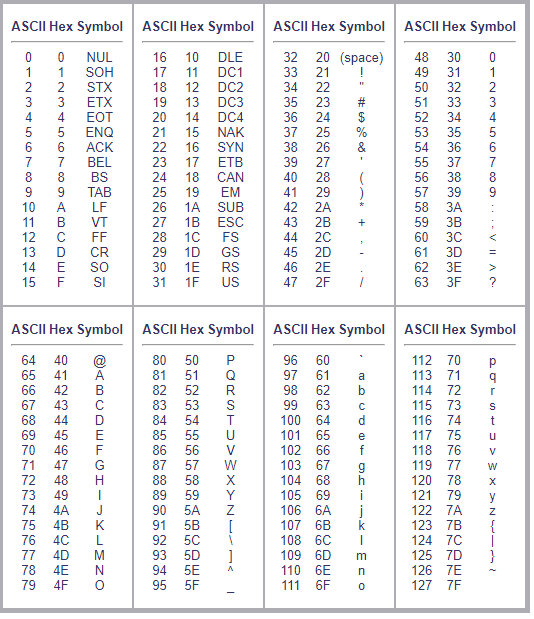 ASCII Hex Symbol ASCII Hex Symbol ASCII Hex Symbol ASCII Hex Symbol
0 0 NUL 16 10 DLE 32 20 (space) 48 30 0
1 1 SOH 17 11 DC1 33 21 ! 49 31 1
2 2 STX 18 12 DC2 34 22 " 50 32 2
3 3 ETX 19 13 DC3 35 23 # 51 33 3
4 4 EOT 20 14 DC4 36 24 $ 52 34 4
5 5 ENQ 21 15 NAK 37 25 % 53 35 5
6 6 ACK 22 16 SYN 38 26 & 54 36 6
7 7 BEL 23 17 ETB 39 27 ' 55 37 7
8 8 BS 24 18 CAN 40 28 ( 56 38 8
9 9 TAB 25 19 EM 41 29 ) 57 39 9
10 A LF 26 1A SUB 42 2A * 58 3A :
11 B VT 27 1B ESC 43 2B + 59 3B ;
12 C FF 28 1C FS 44 2C , 60 3C <
13 D CR 29 1D GS 45 2D - 61 3D =
14 E SO 30 1E RS 46 2E . 62 3E >
15 F SI 31 1F US 47 2F / 63 3F ?
ASCII Hex Symbol ASCII Hex Symbol ASCII Hex Symbol ASCII Hex Symbol
64 40 @ 80 50 P 96 60 ` 112 70 p
65 41 A 81 51 Q 97 61 a 113 71 q
66 42 B 82 52 R 98 62 b 114 72 r
67 43 C 83 53 S 99 63 c 115 73 s
68 44 D 84 54 T 100 64 d 116 74 t
69 45 E 85 55 U 101 65 e 117 75 u
70 46 F 86 56 V 102 66 f 118 76 v
71 47 G 87 57 W 103 67 g 119 77 w
72 48 H 88 58 X 104 68 h 120 78 x
73 49 I 89 59 Y 105 69 i 121 79 y
74 4A J 90 5A Z 106 6A j 122 7A z
75 4B K 91 5B [ 107 6B k 123 7B {
76 4C L 92 5C \ 108 6C l 124 7C |
77 4D M 93 5D ] 109 6D m 125 7D }
78 4E N 94 5E ^ 110 6E n 126 7E ~
79 4F O 95 5F _ 111 6F o 127 7F